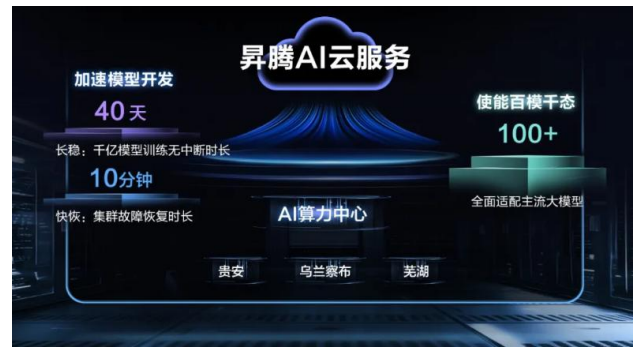 昇腾AI云服务
加速模型开发
40天
长稳：千亿模型训练无中断时长
10分钟
快恢：集群故障恢复时长
使能百模千态
100+
全面适配主流大模型
AI算力中心
贵安
乌兰察布
芜湖